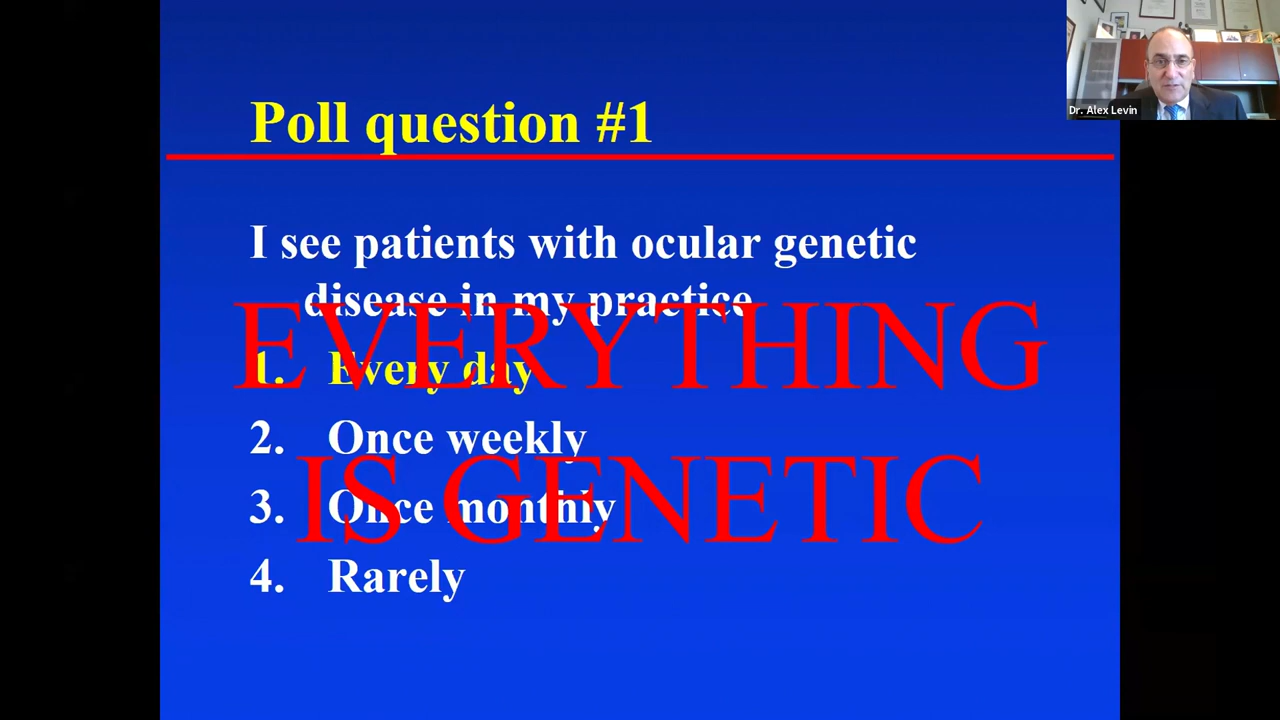 Poll question #1
Dr. Alex Levin
I see patients with ocular genetic
disease in my practice
EVERYTHING
1. Every day
2. Once weekly
IS GENETIC
3. Once monthly
4. Rarely